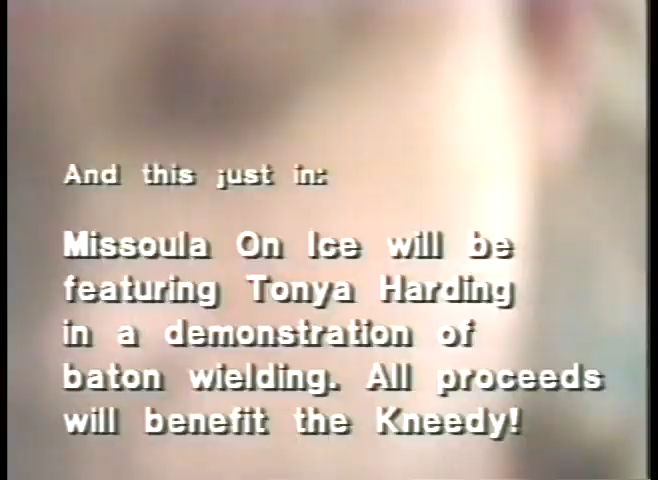 And this just in:
Missoula On Ice will be
featuring Tonya Harding
in a demonstration of
baton wielding. All proceeds
will benefit the Kneedy!